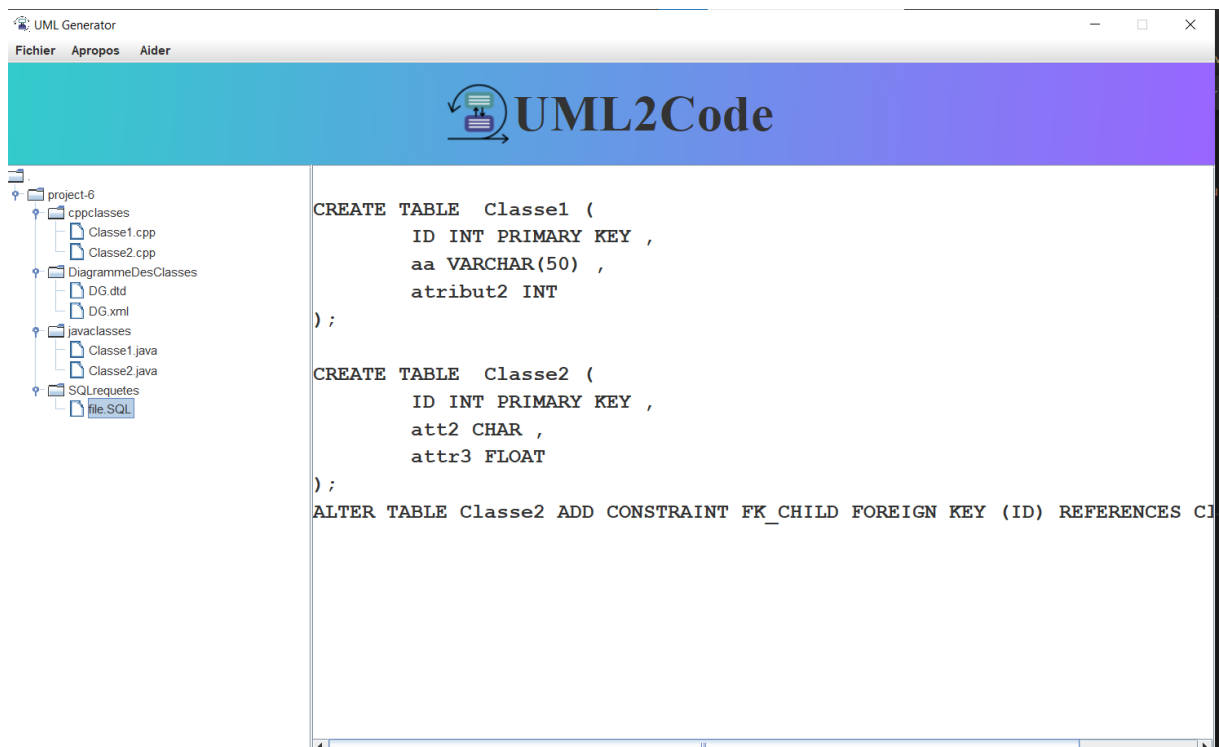 UML Generator
Fichier Apropos Aider
UML2Code
.
project-6
cppclasses
Classe1.cpp
Classe2.cpp
DiagrammeDesClasses
DG.dtd
DG.xml
javaclasses
Classe1.java
Classe2.java
SQLrequetes
file.SQL
CREATE TABLE  Classe1 (
ID INT PRIMARY KEY ,
aa VARCHAR(50) ,
atribut2 INT
);
CREATE TABLE  Classe2 (
ID INT PRIMARY KEY ,
att2 CHAR ,
attr3 FLOAT
);
ALTER TABLE Classe2 ADD CONSTRAINT FK_CHILD FOREIGN KEY (ID) REFERENCES